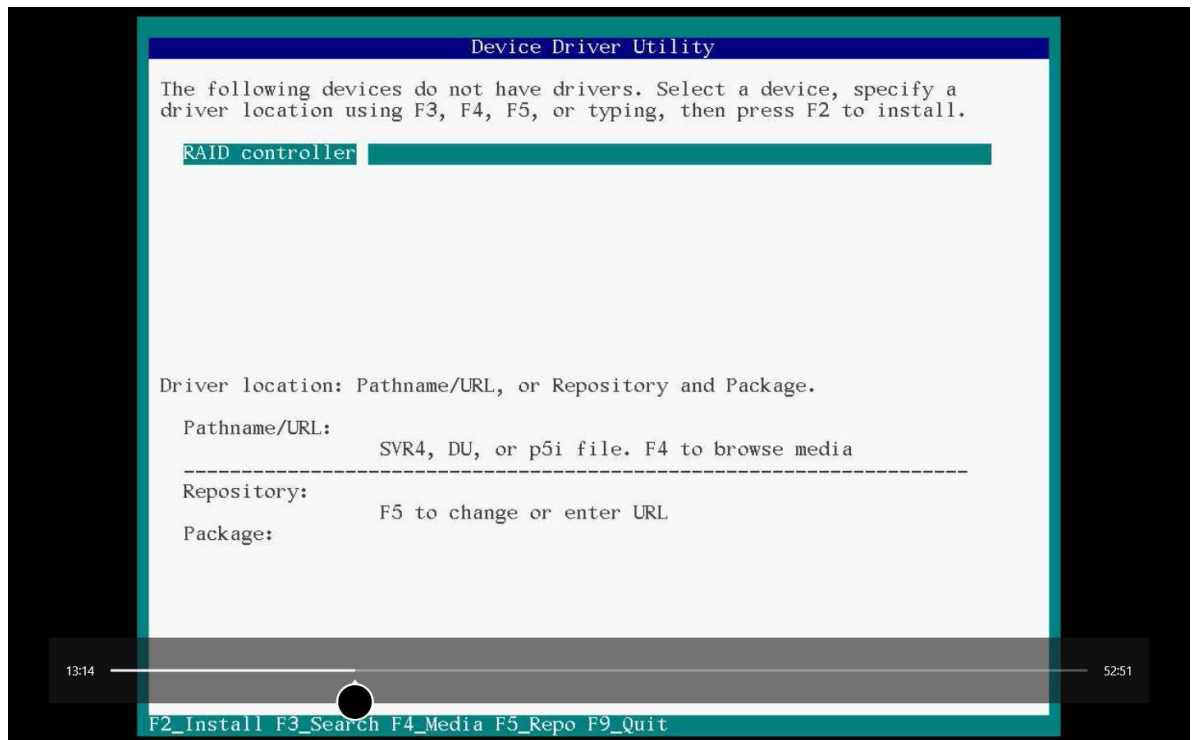 Device Driver Utility
The following devices do not have drivers. Select a device, specify a
driver location using F3, F4, F5, or typing, then press F2 to install.
RAID controller
Driver location: Pathname/URL, or Repository and Package.
Pathname/URL:
SVR4, DU, or p5i file. F4 to browse media
--------------------------------------------------------------------
Repository:
F5 to change or enter URL
Package:
13:14
52:51
F2_Install F3_Search F4_Media F5_Repo F9_Quit